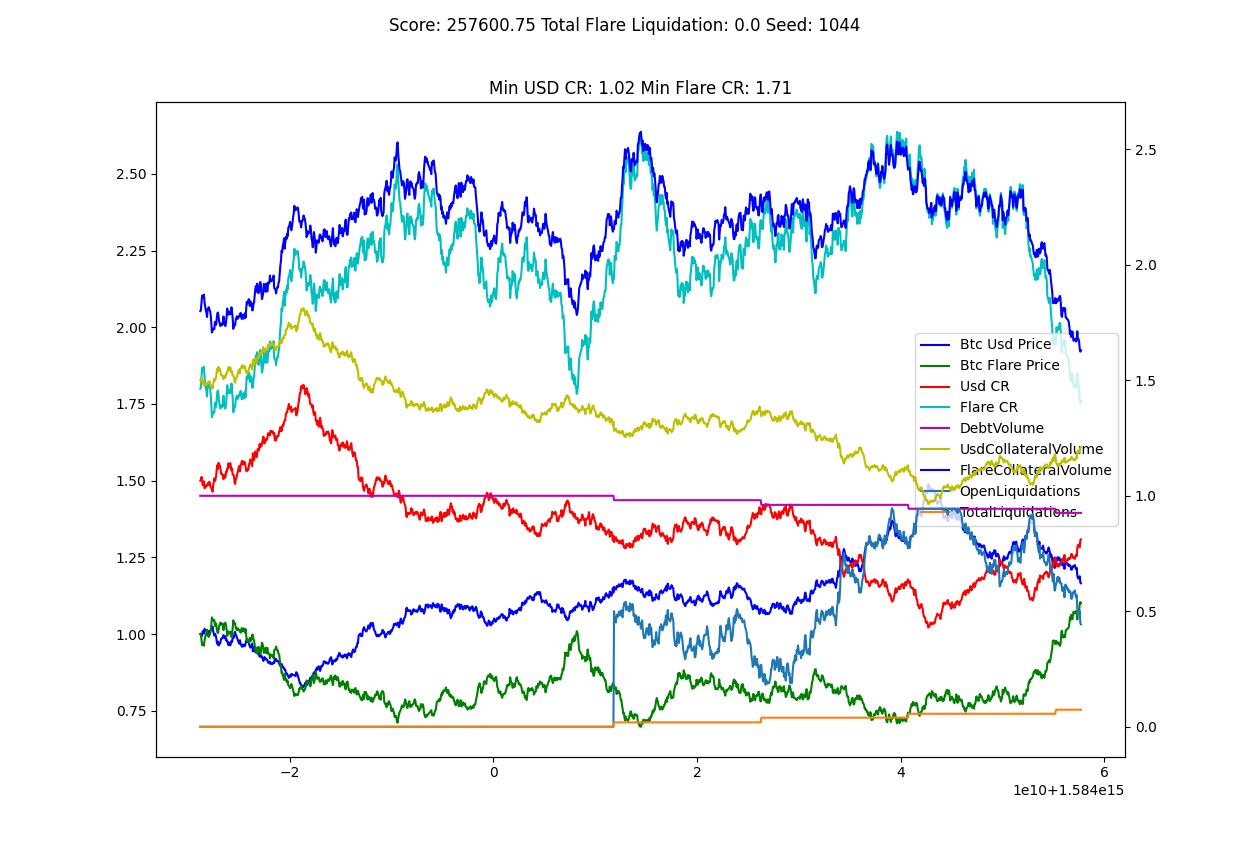 Score: 257600.75 Total Flare Liquidation: 0.0 Seed: 1044
Min USD CR: 1.02 Min Flare CR: 1.71
2.50
2.25
2.00
1.75
1.50
1.25
1.00
0.75
2.5
2.0
1.5
1.0
0.5
0.0
Btc Usd Price
Btc Flare Price
Usd CR
Flare CR
DebtVolume
UsdCollateralVolume
FlareCollateralVolume
OpenLiquidations
TotalLiquidations
−2
0
2
4
6
1e10+1.584e15